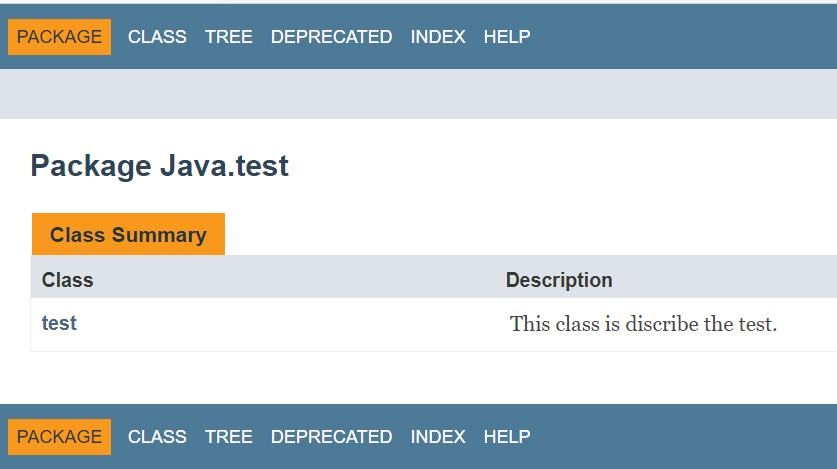 PACKAGE CLASS TREE DEPRECATED INDEX HELP
Package Java.test
Class Summary
Class Description
test This class is discribe the test.
PACKAGE CLASS TREE DEPRECATED INDEX HELP